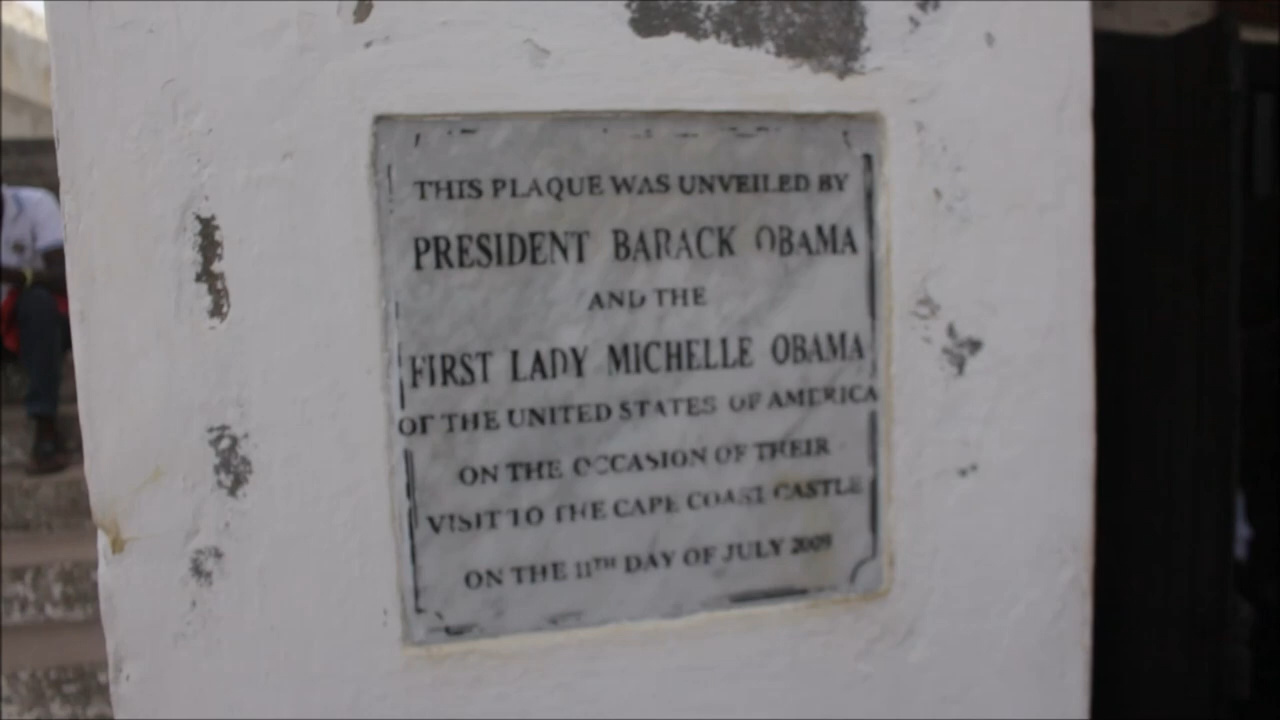 THIS PLAQUE WAS UNVEILED BY
PRESIDENT BARACK OBAMA
AND THE
FIRST LADY MICHELLE OBAMA
OF THE UNITED STATES OF AMERICA
ON THE OCCASION OF THEIR
VISIT TO THE CAPE COAST CASTLE
ON THE 11TH DAY OF JULY 2009